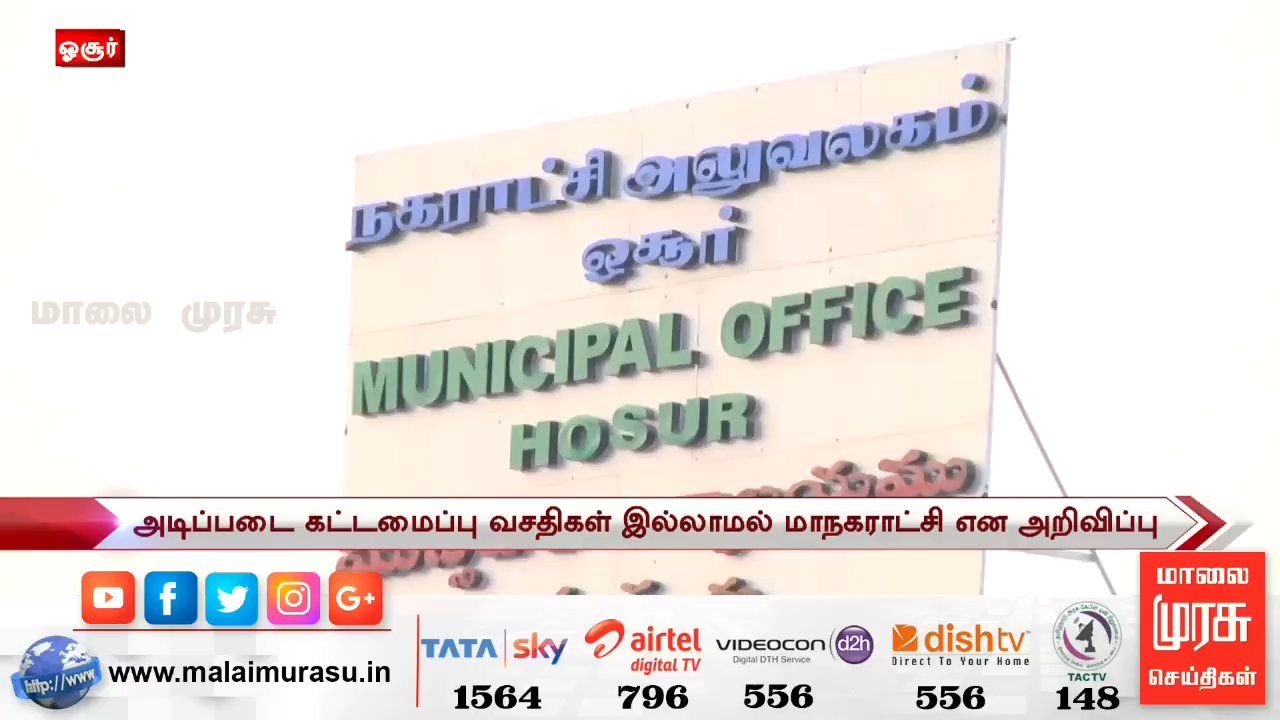 ஓசூர்
நகராட்சி அலுவலகம்
ஓசூர்
மாலை முரசு
MUNICIPAL OFFICE
HOSUR
அடிப்படை கட்டமைப்பு வசதிகள் இல்லாமல் மாநகராட்சி என அறிவிப்பு
மாலை
முரசு
செய்திகள்
http://www
www.malaimurasu.in
TATA sky
1564
airtel
digital TV
796
VIDEOCON d2h
Digital DTH Service
556
dishtv
Direct To Your Home
556
TACTV
148